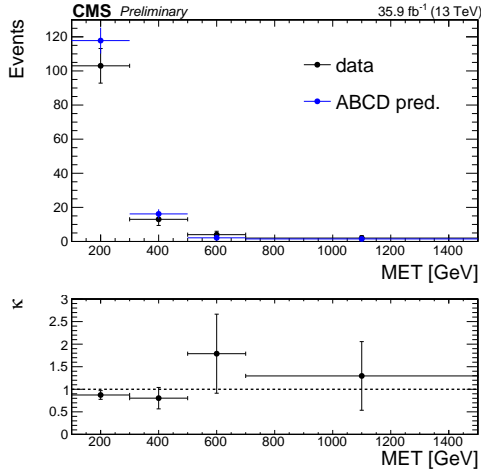 CMS Preliminary 35.9 fb⁻¹ (13 TeV)
Events
120
100
80
60
40
20
0
data
ABCD pred.
200 400 600 800 1000 1200 1400
MET [GeV]
κ
3
2.5
2
1.5
1
0.5
0
200 400 600 800 1000 1200 1400
MET [GeV]